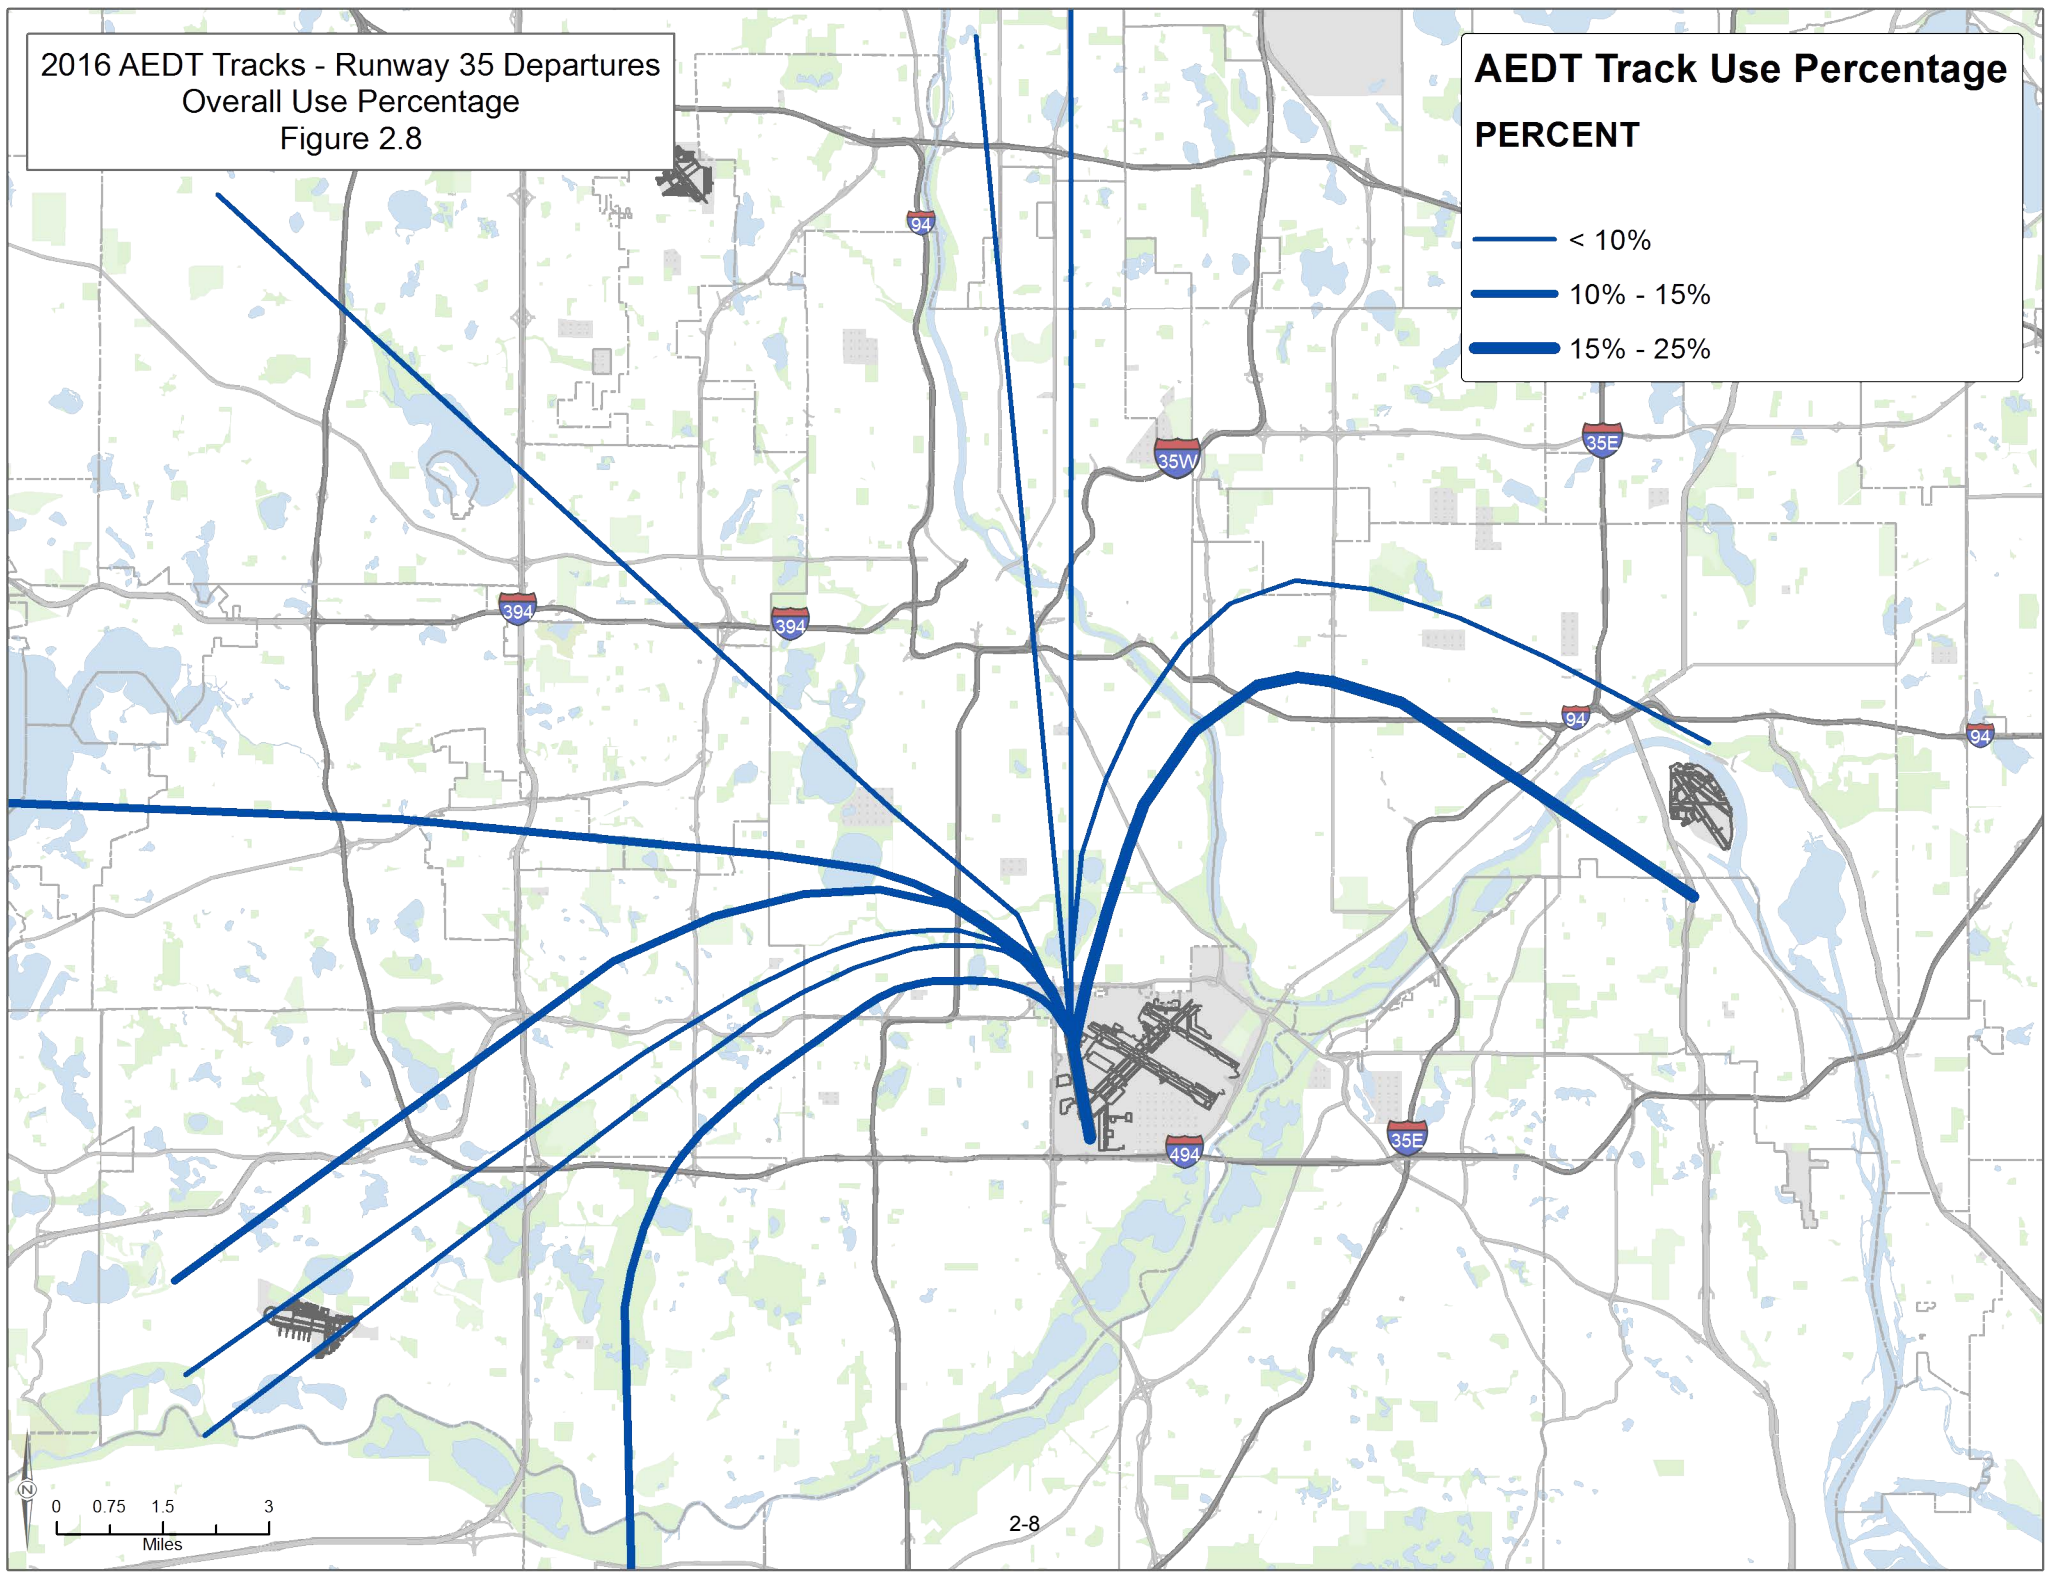 2016 AEDT Tracks - Runway 35 Departures
Overall Use Percentage
Figure 2.8
AEDT Track Use Percentage
PERCENT
< 10%
10% - 15%
15% - 25%
94
35W
35E
394
394
94
94
494
35E
N
0 0.75 1.5 3
Miles
2-8